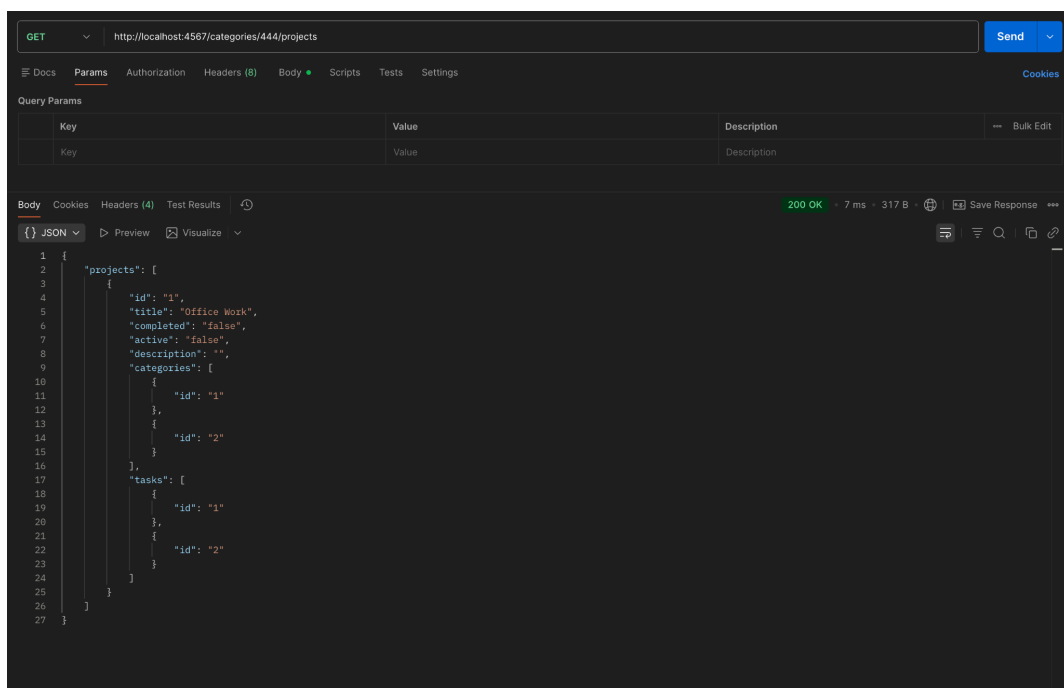 GET http://localhost:4567/categories/444/projects Send
Docs Params Authorization Headers (8) Body Scripts Tests Settings Cookies
Query Params
Key Value Description Bulk Edit
Key Value Description
Body Cookies Headers (4) Test Results 200 OK 7 ms 317 B Save Response
{} JSON Preview Visualize
1 {
2 "projects": [
3 {
4 "id": "1",
5 "title": "Office Work",
6 "completed": "false",
7 "active": "false",
8 "description": "",
9 "categories": [
10 {
11 "id": "1"
12 },
13 {
14 "id": "2"
15 }
16 ],
17 "tasks": [
18 {
19 "id": "1"
20 },
21 {
22 "id": "2"
23 }
24 ]
25 }
26 ]
27 }